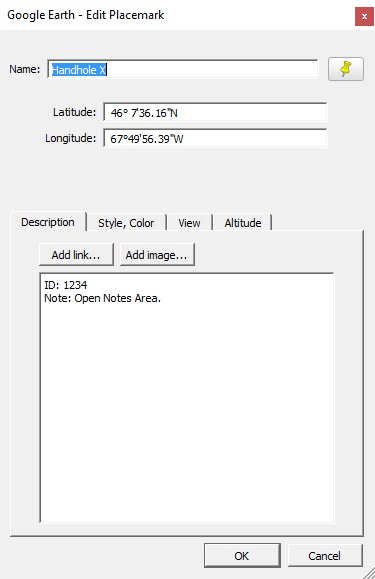 Google Earth - Edit Placemark
x
Name: Handhole X
Latitude: 46° 7'36.16"N
Longitude: 67°49'56.39"W
Description Style, Color View Altitude
Add link... Add image...
ID: 1234
Note: Open Notes Area.
OK Cancel